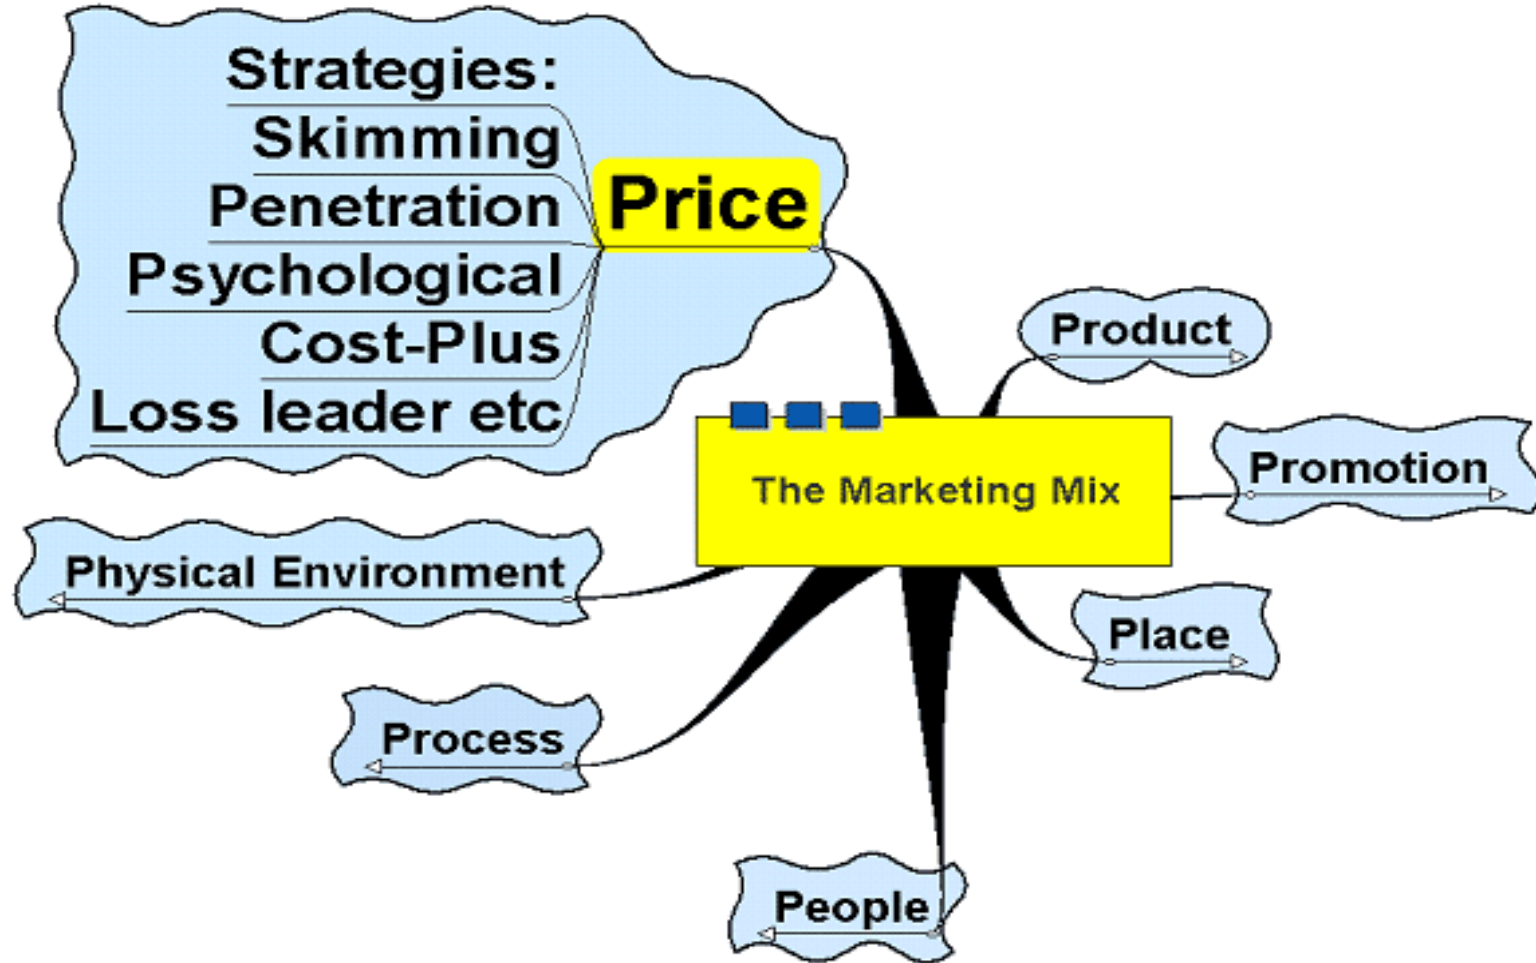 Strategies:
Skimming
Penetration
Psychological
Cost-Plus
Loss leader etc
Price
Product
The Marketing Mix
Promotion
Physical Environment
Place
Process
People